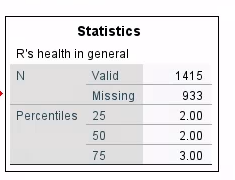 Statistics
R's health in general
N Valid 1415
Missing 933
Percentiles 25 2.00
50 2.00
75 3.00